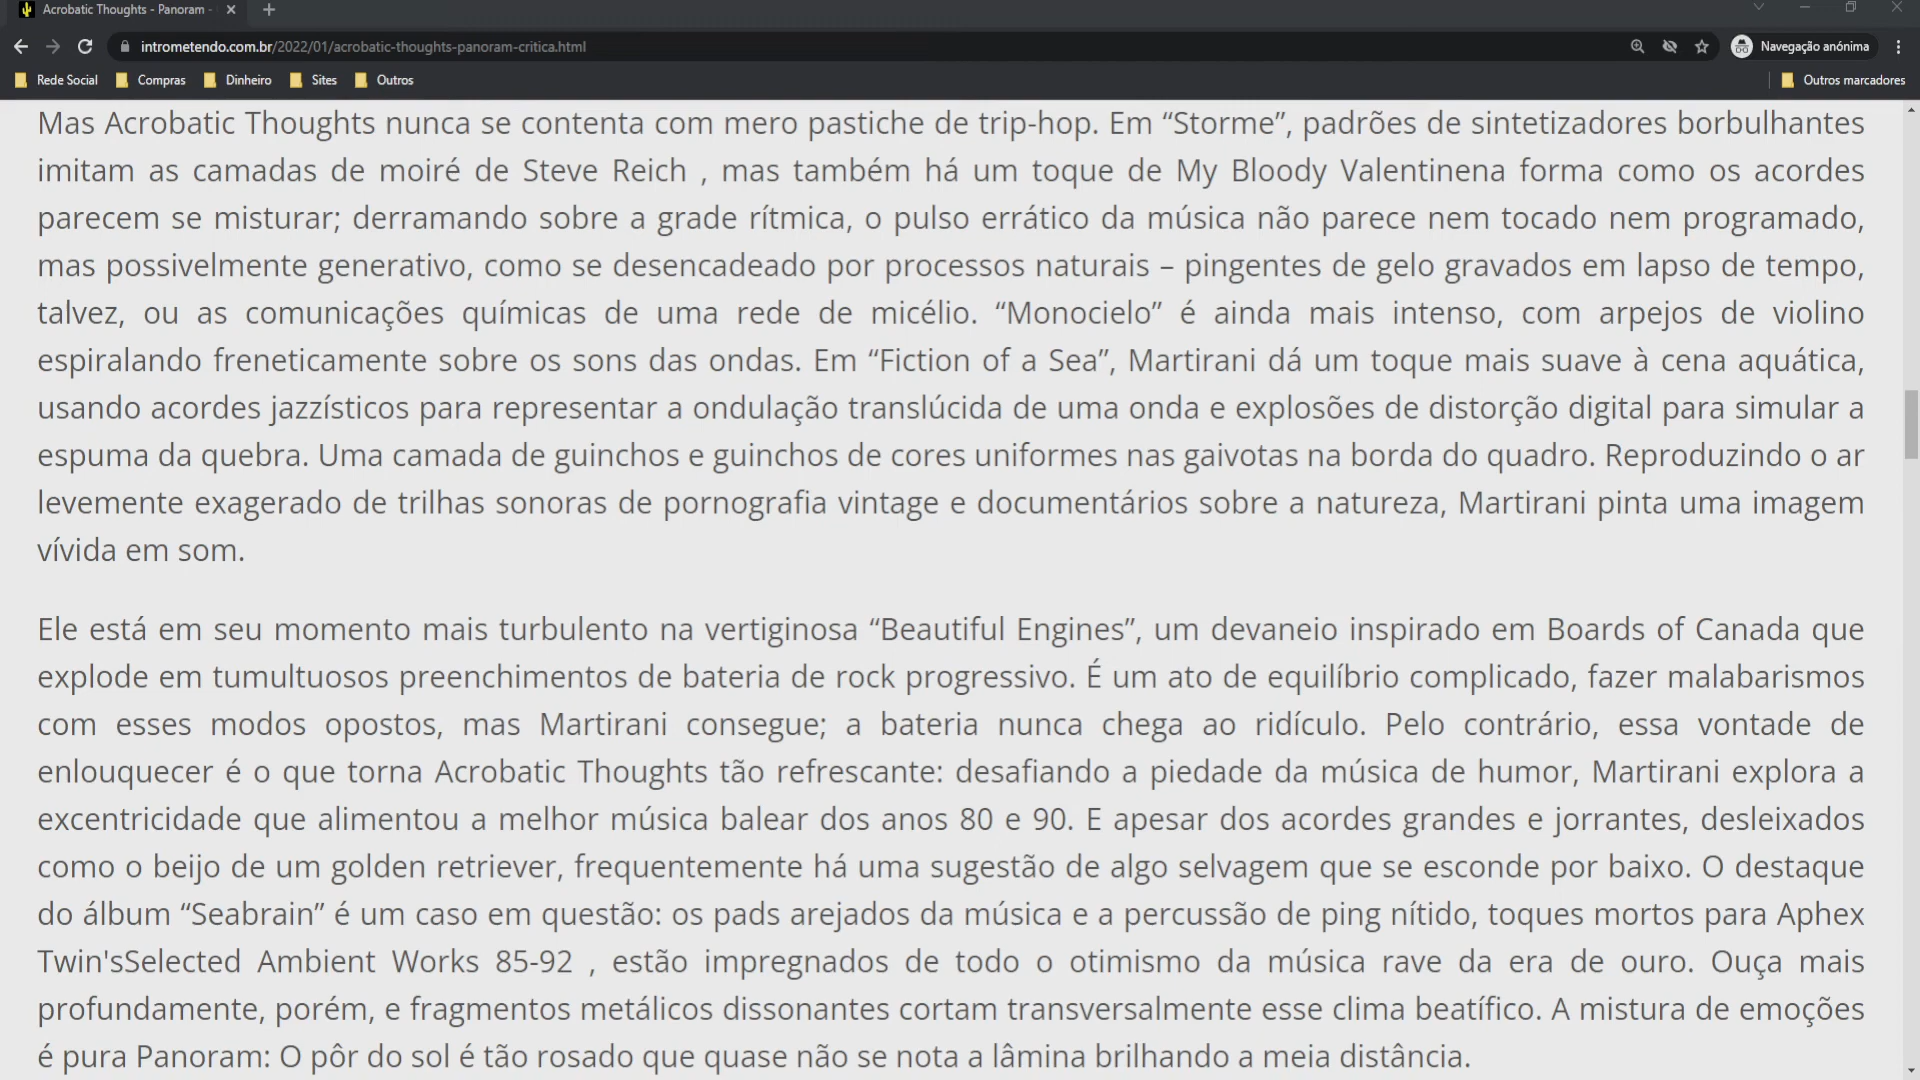 Acrobatic Thoughts - Panoram -
intrometendo.com.br/2022/01/acrobatic-thoughts-panoram-critica.html
Navegação anónima
Rede Social Compras Dinheiro Sites Outros Outros marcadores
Mas Acrobatic Thoughts nunca se contenta com mero pastiche de trip-hop. Em “Storme”, padrões de sintetizadores borbulhantes
imitam as camadas de moiré de Steve Reich , mas também há um toque de My Bloody Valentinena forma como os acordes
parecem se misturar; derramando sobre a grade rítmica, o pulso errático da música não parece nem tocado nem programado,
mas possivelmente generativo, como se desencadeado por processos naturais – pingentes de gelo gravados em lapso de tempo,
talvez, ou as comunicações químicas de uma rede de micélio. “Monocielo” é ainda mais intenso, com arpejos de violino
espiralando freneticamente sobre os sons das ondas. Em “Fiction of a Sea”, Martirani dá um toque mais suave à cena aquática,
usando acordes jazzísticos para representar a ondulação translúcida de uma onda e explosões de distorção digital para simular a
espuma da quebra. Uma camada de guinchos e guinchos de cores uniformes nas gaivotas na borda do quadro. Reproduzindo o ar
levemente exagerado de trilhas sonoras de pornografia vintage e documentários sobre a natureza, Martirani pinta uma imagem
vívida em som.
Ele está em seu momento mais turbulento na vertiginosa “Beautiful Engines”, um devaneio inspirado em Boards of Canada que
explode em tumultuosos preenchimentos de bateria de rock progressivo. É um ato de equilíbrio complicado, fazer malabarismos
com esses modos opostos, mas Martirani consegue; a bateria nunca chega ao ridículo. Pelo contrário, essa vontade de
enlouquecer é o que torna Acrobatic Thoughts tão refrescante: desafiando a piedade da música de humor, Martirani explora a
excentricidade que alimentou a melhor música balear dos anos 80 e 90. E apesar dos acordes grandes e jorrantes, desleixados
como o beijo de um golden retriever, frequentemente há uma sugestão de algo selvagem que se esconde por baixo. O destaque
do álbum “Seabrain” é um caso em questão: os pads arejados da música e a percussão de ping nítido, toques mortos para Aphex
Twin'sSelected Ambient Works 85-92 , estão impregnados de todo o otimismo da música rave da era de ouro. Ouça mais
profundamente, porém, e fragmentos metálicos dissonantes cortam transversalmente esse clima beatífico. A mistura de emoções
é pura Panoram: O pôr do sol é tão rosado que quase não se nota a lâmina brilhando a meia distância.